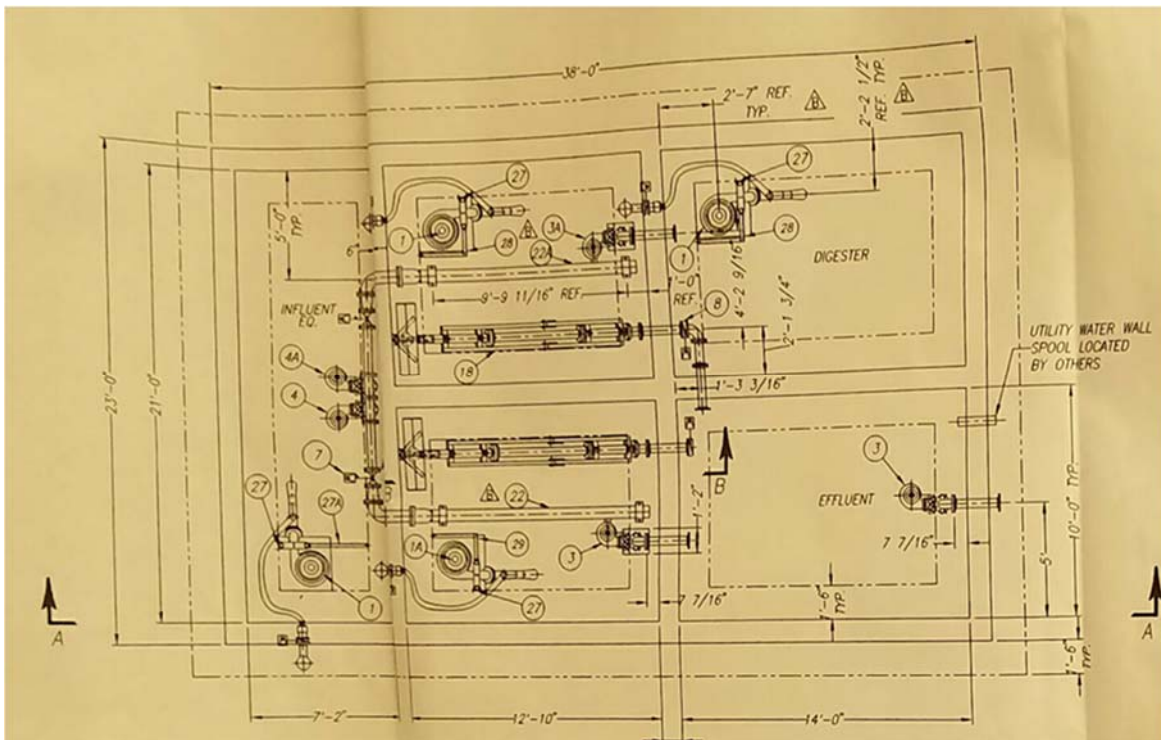 38'-0"
2'-7" REF.
TYP.
B
2'-2 1/2"
REF. TYP.
B
27
27
5'-0"
TYP.
6"
1
28
B
3A
22A
1
28
DIGESTER
4'-2 9/16"
9'-9 11/16" REF.
1'-0"
REF.
8
2'-1 3/4"
INFLUENT
EQ.
UTILITY WATER WALL
SPOOL LOCATED
BY OTHERS
4A
18
1'-3 3/16"
4
23'-0"
21'-0"
7
B
3
B
22
EFFLUENT
10'-0" TYP.
27
27A
1'-2"
1A
29
3
7 7/16"
5'
1
27
7 7/16"
1'-6"
TYP.
A
A
1'-6"
TYP.
7'-2"
12'-10"
14'-0"